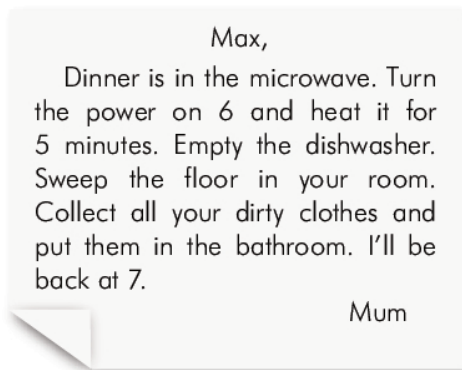 Max,
Dinner is in the microwave. Turn
the power on 6 and heat it for
5 minutes. Empty the dishwasher.
Sweep the floor in your room.
Collect all your dirty clothes and
put them in the bathroom. I'll be
back at 7.
Mum